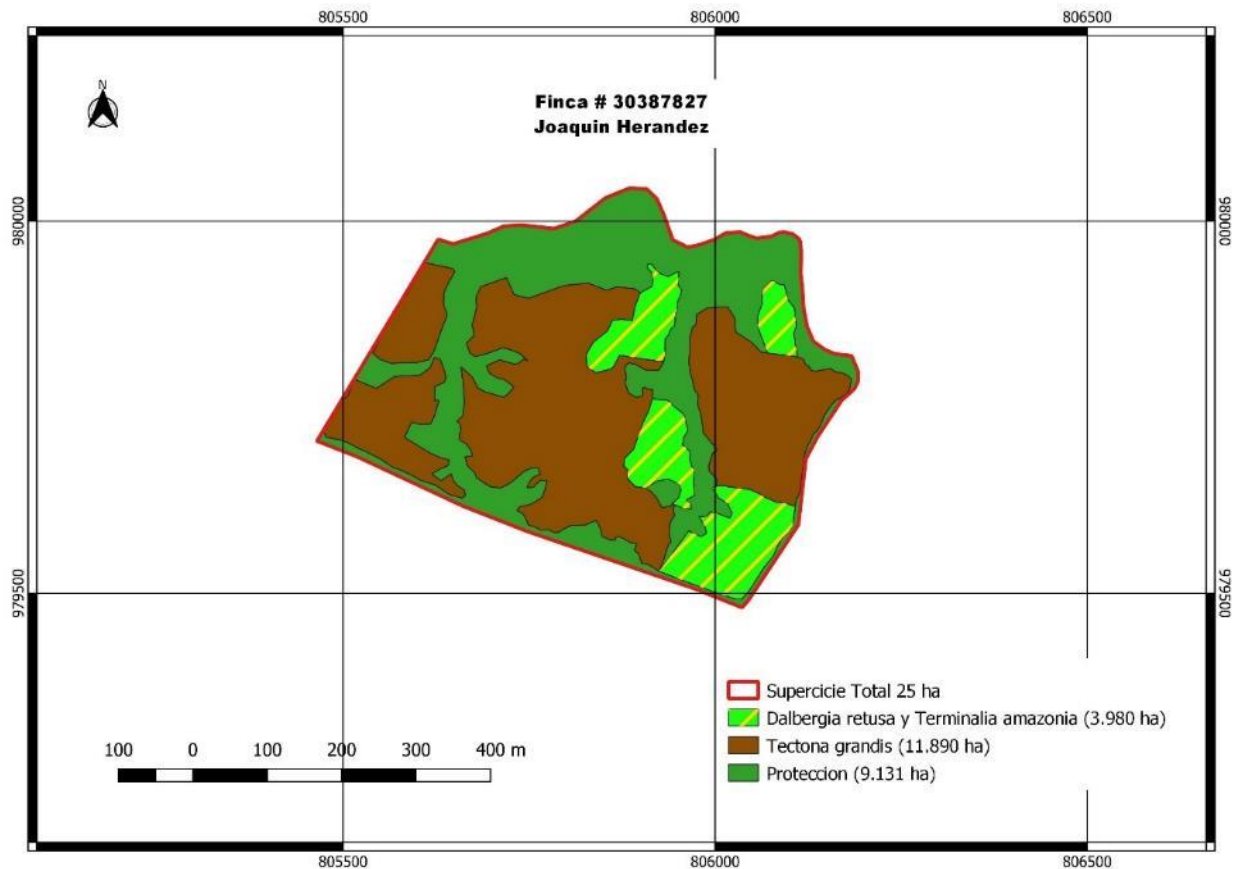 805500 806000 806500
N
Finca # 30387827
Joaquin Herandez
980000 980000
979500 979500
Supercicie Total 25 ha
Dalbergia retusa y Terminalia amazonia (3.980 ha)
Tectona grandis (11.890 ha)
Proteccion (9.131 ha)
100 0 100 200 300 400 m
805500 806000 806500